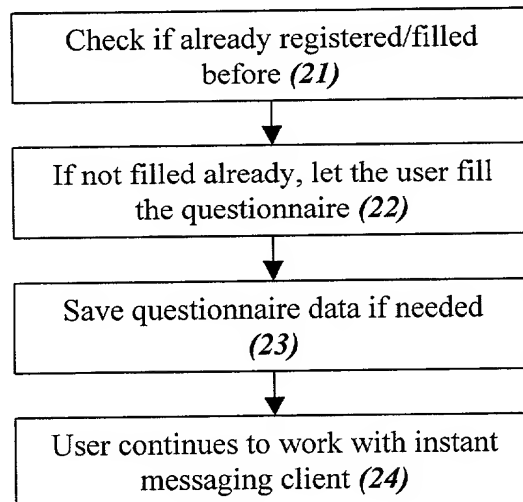 Check if already registered/filled
before (21)
If not filled already, let the user fill
the questionnaire (22)
Save questionnaire data if needed
(23)
User continues to work with instant
messaging client (24)